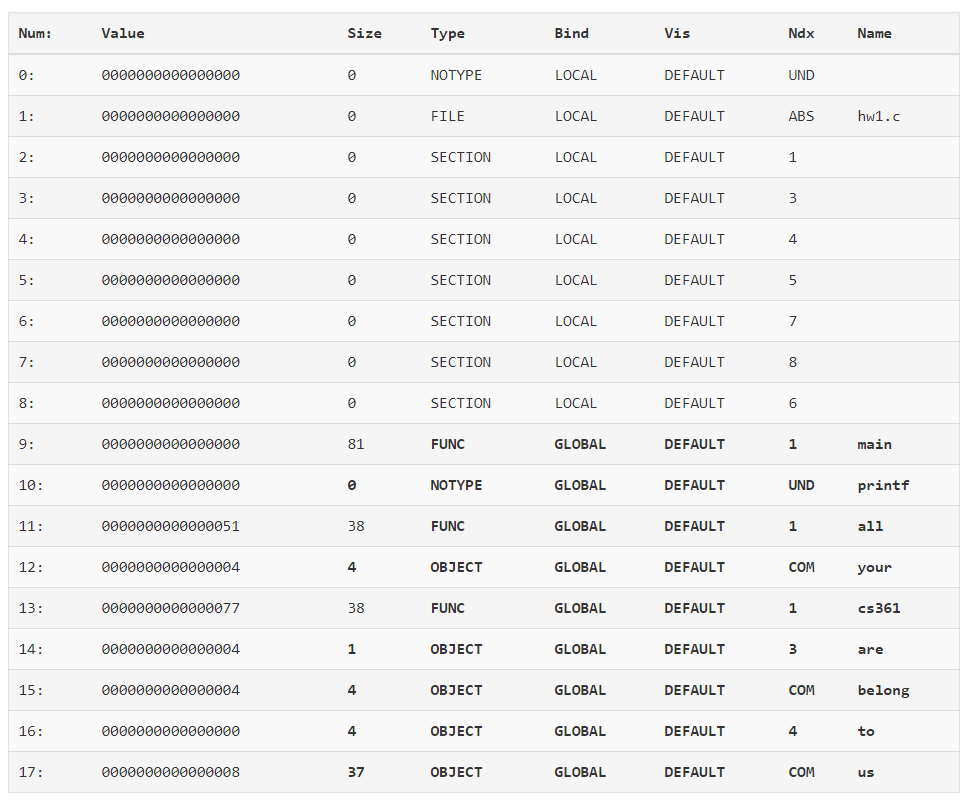 Num: Value Size Type Bind Vis Ndx Name
0: 0000000000000000 0 NOTYPE LOCAL DEFAULT UND
1: 0000000000000000 0 FILE LOCAL DEFAULT ABS hw1.c
2: 0000000000000000 0 SECTION LOCAL DEFAULT 1
3: 0000000000000000 0 SECTION LOCAL DEFAULT 3
4: 0000000000000000 0 SECTION LOCAL DEFAULT 4
5: 0000000000000000 0 SECTION LOCAL DEFAULT 5
6: 0000000000000000 0 SECTION LOCAL DEFAULT 7
7: 0000000000000000 0 SECTION LOCAL DEFAULT 8
8: 0000000000000000 0 SECTION LOCAL DEFAULT 6
9: 0000000000000000 81 FUNC GLOBAL DEFAULT 1 main
10: 0000000000000000 0 NOTYPE GLOBAL DEFAULT UND printf
11: 0000000000000051 38 FUNC GLOBAL DEFAULT 1 all
12: 0000000000000004 4 OBJECT GLOBAL DEFAULT COM your
13: 0000000000000077 38 FUNC GLOBAL DEFAULT 1 cs361
14: 0000000000000004 1 OBJECT GLOBAL DEFAULT 3 are
15: 0000000000000004 4 OBJECT GLOBAL DEFAULT COM belong
16: 0000000000000000 4 OBJECT GLOBAL DEFAULT 4 to
17: 0000000000000008 37 OBJECT GLOBAL DEFAULT COM us